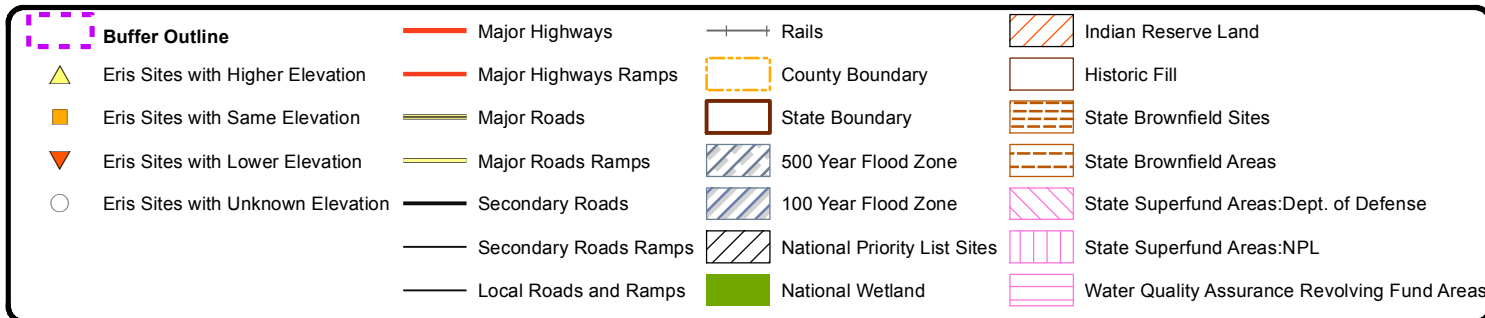 Buffer Outline
Eris Sites with Higher Elevation
Eris Sites with Same Elevation
Eris Sites with Lower Elevation
Eris Sites with Unknown Elevation
Major Highways
Major Highways Ramps
Major Roads
Major Roads Ramps
Secondary Roads
Secondary Roads Ramps
Local Roads and Ramps
Rails
County Boundary
State Boundary
500 Year Flood Zone
100 Year Flood Zone
National Priority List Sites
National Wetland
Indian Reserve Land
Historic Fill
State Brownfield Sites
State Brownfield Areas
State Superfund Areas:Dept. of Defense
State Superfund Areas:NPL
Water Quality Assurance Revolving Fund Areas